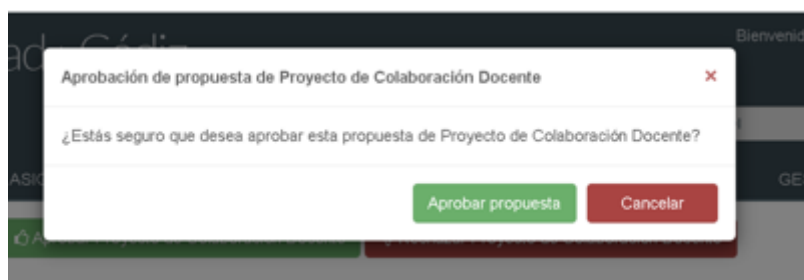 Bienvenid
Aprobación de propuesta de Proyecto de Colaboración Docente ×
¿Estás seguro que desea aprobar esta propuesta de Proyecto de Colaboración Docente?
GE
Aprobar propuesta Cancelar